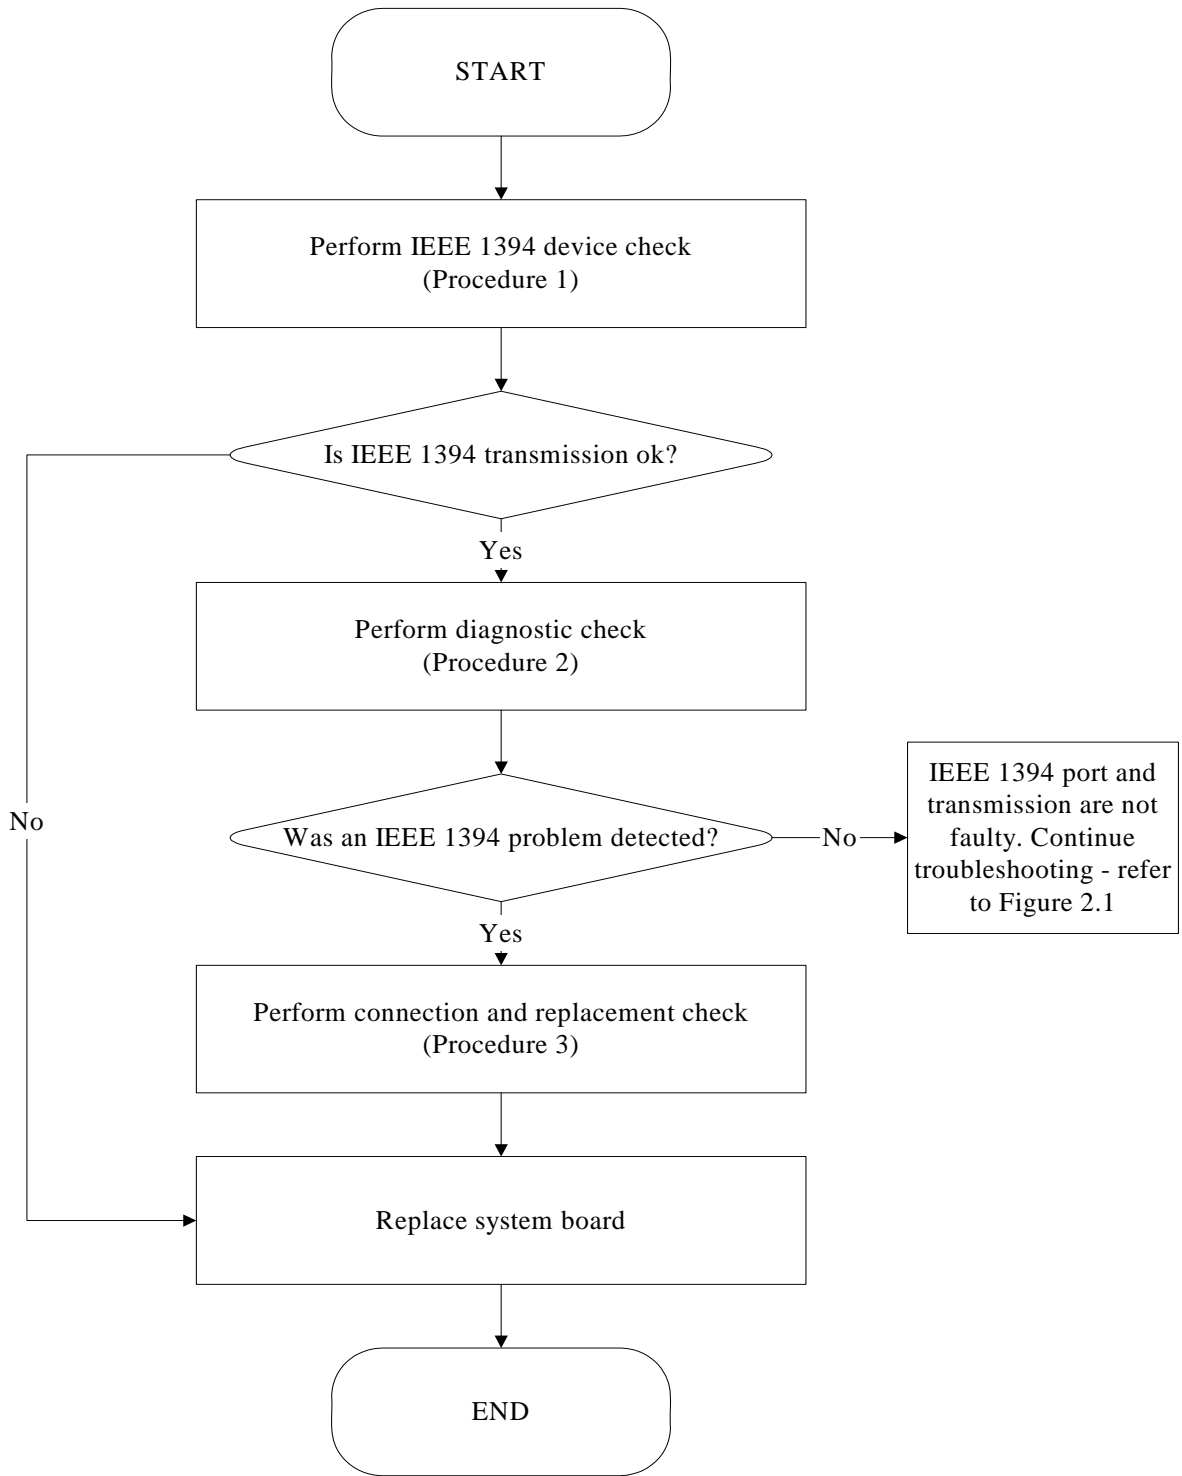 START
Perform IEEE 1394 device check
(Procedure 1)
Is IEEE 1394 transmission ok?
Yes
Perform diagnostic check
(Procedure 2)
No
Was an IEEE 1394 problem detected?
No
IEEE 1394 port and
transmission are not
faulty. Continue
troubleshooting - refer
to Figure 2.1
Yes
Perform connection and replacement check
(Procedure 3)
Replace system board
END